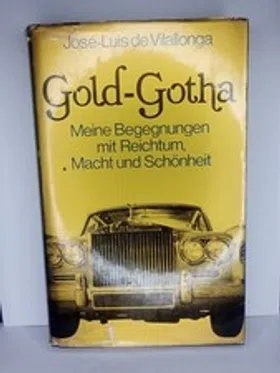 José-Luis de Vilallonga
Gold-Gotha
Meine Begegnungen
mit Reichtum,
Macht und Schönheit